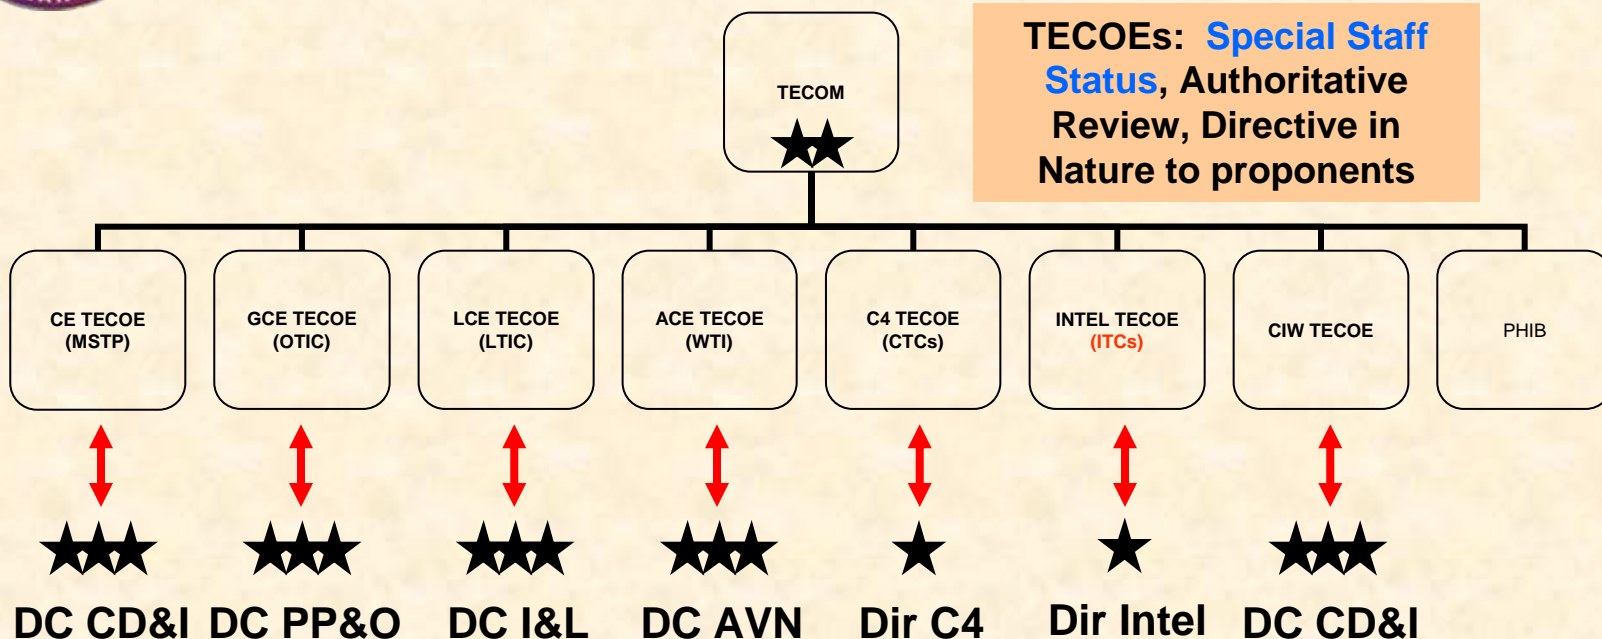 TECOM
TECOEs: Special Staff
Status, Authoritative
Review, Directive in
Nature to proponents
CE TECOE
(MSTP)
GCE TECOE
(OTIC)
LCE TECOE
(LTIC)
ACE TECOE
(WTI)
C4 TECOE
(CTCs)
INTEL TECOE
(ITCs)
CIW TECOE
PHIB
DC CD&I
DC PP&O
DC I&L
DC AVN
Dir C4
Dir Intel
DC CD&I